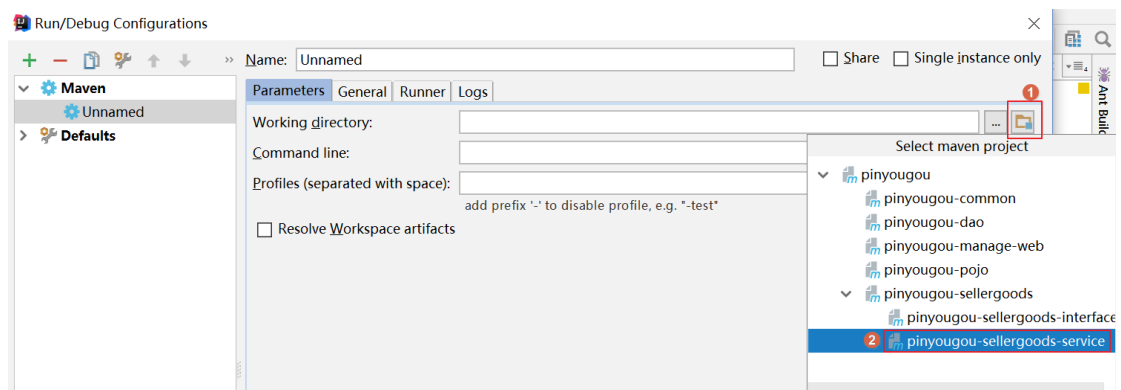 Run/Debug Configurations
Name: Unnamed
Share
Single instance only
Maven
Unnamed
Defaults
Parameters General Runner Logs
Working directory:
...
1
Command line:
Profiles (separated with space):
add prefix '-' to disable profile, e.g. "-test"
Resolve Workspace artifacts
Select maven project
pinyougou
pinyougou-common
pinyougou-dao
pinyougou-manage-web
pinyougou-pojo
pinyougou-sellergoods
pinyougou-sellergoods-interface
2 pinyougou-sellergoods-service
Ant Build